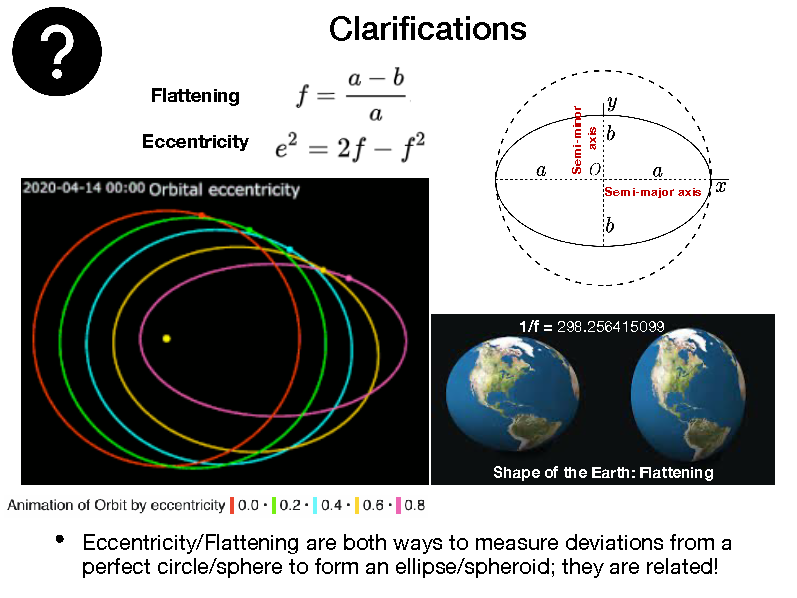 ?
Clarifications
Flattening
f = \frac{a - b}{a}
Eccentricity
e^2 = 2f - f^2
y
b
Semi-minor
axis
a
O
a
Semi-major axis
x
b
2020-04-14 00:00 Orbital eccentricity
1/f = 298.256415099
Shape of the Earth: Flattening
Animation of Orbit by eccentricity 0.0 · 0.2 · 0.4 · 0.6 · 0.8
• Eccentricity/Flattening are both ways to measure deviations from a
perfect circle/sphere to form an ellipse/spheroid; they are related!